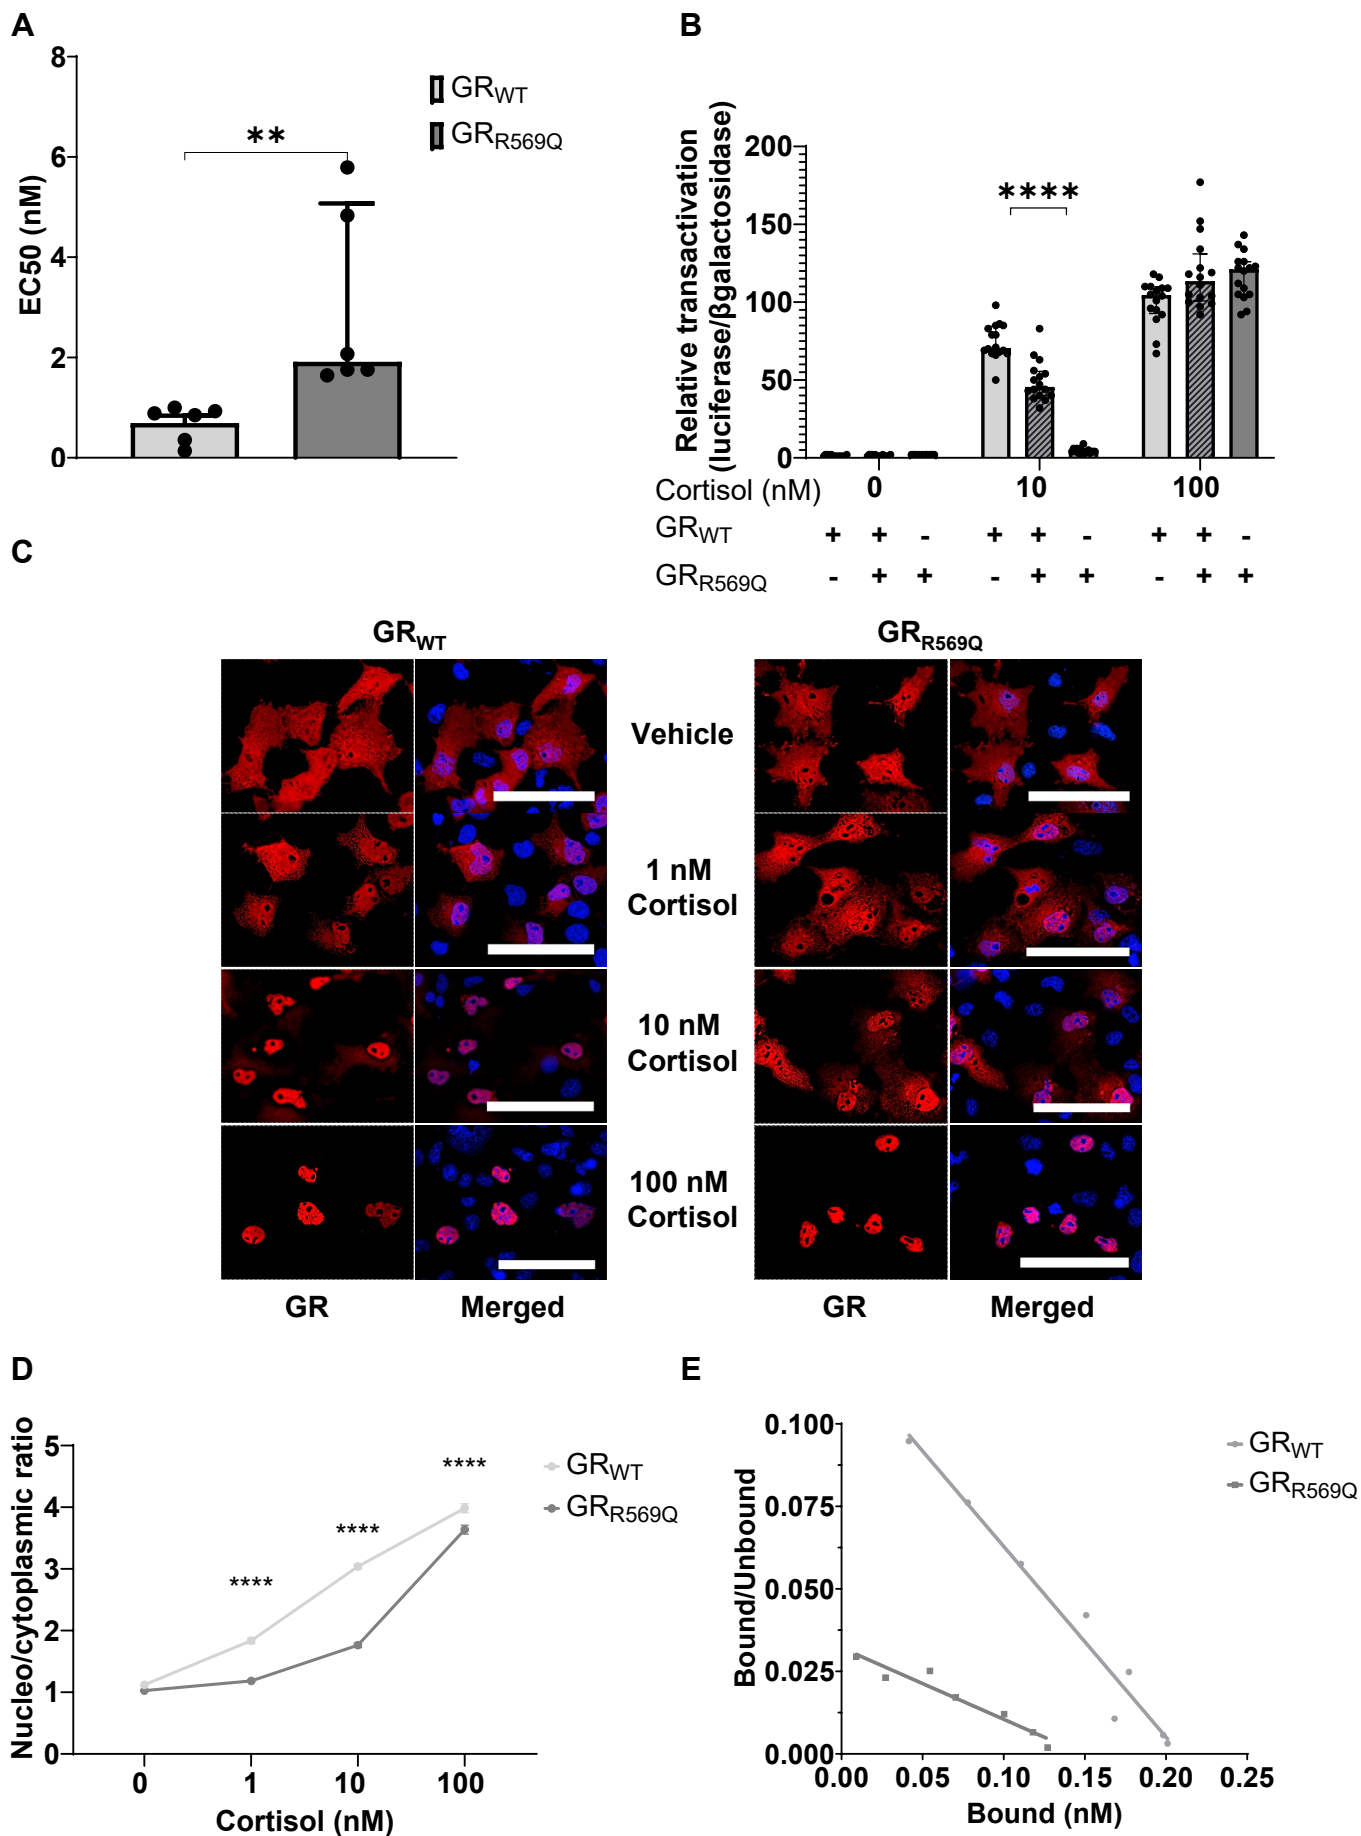 A
8
6
4
2
0
EC50 (nM)
**
GRWT
GRR569Q
B
Relative transactivation
(luciferase/βgalactosidase)
200
150
100
50
0
****
Cortisol (nM) 0 10 100
GRWT + + - + + - + + -
GRR569Q - + + - + + - + +
C
GRWT GRR569Q
Vehicle
1 nM
Cortisol
10 nM
Cortisol
100 nM
Cortisol
GR Merged GR Merged
D
Nucleo/cytoplasmic ratio
5
4
3
2
1
0
**** **** ****
GRWT
GRR569Q
0 1 10 100
Cortisol (nM)
E
Bound/Unbound
0.100
0.075
0.050
0.025
0.000
GRWT
GRR569Q
0.00 0.05 0.10 0.15 0.20 0.25
Bound (nM)